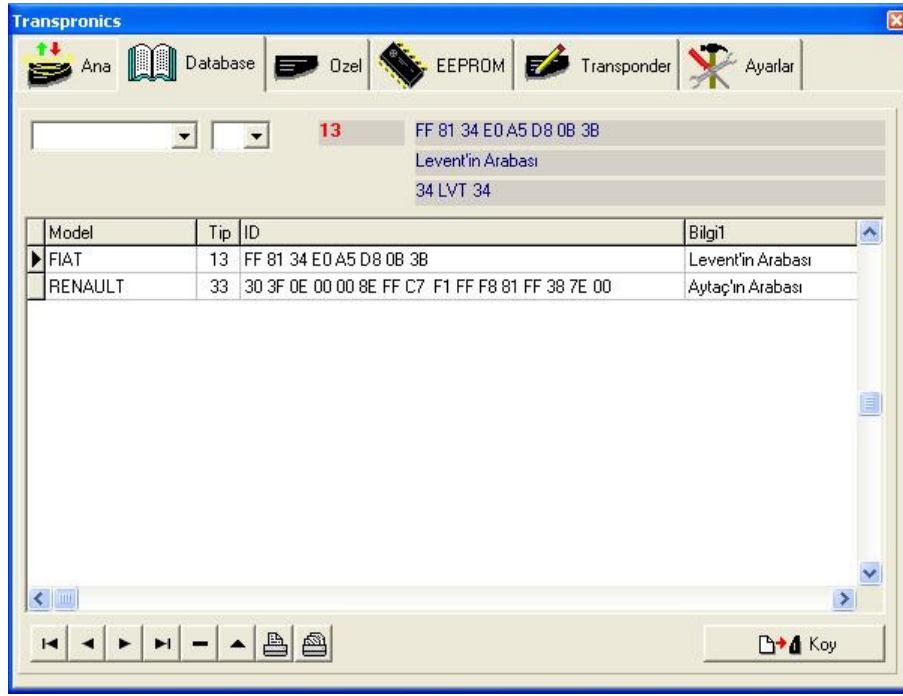 Transpronics
Ana Database Ozel EEPROM Transponder Ayarlar
13 FF 81 34 E0 A5 D8 0B 3B
Levent'in Arabası
34 LVT 34
Model Tip ID Bilgi1
FIAT 13 FF 81 34 E0 A5 D8 0B 3B Levent'in Arabası
RENAULT 33 30 3F 0E 00 00 8E FF C7 F1 FF F8 81 FF 38 7E 00 Aytaç'ın Arabası
Koy